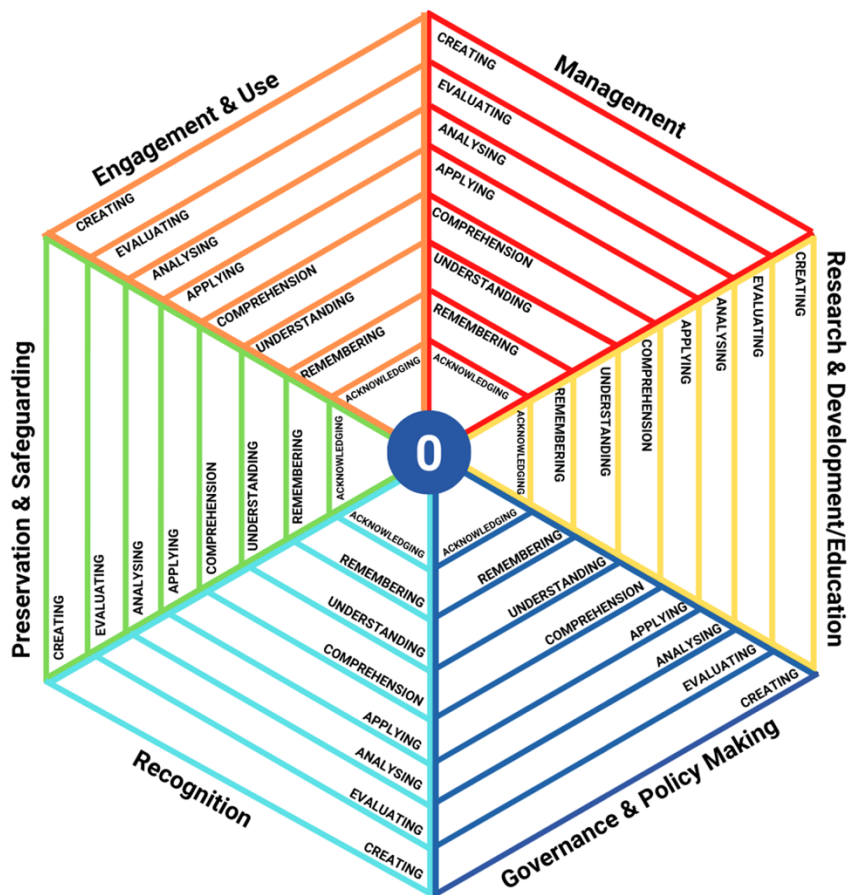 Engagement & Use
CREATING
EVALUATING
ANALYSING
APPLYING
COMPREHENSION
UNDERSTANDING
REMEMBERING
ACKNOWLEDGING
Management
CREATING
EVALUATING
ANALYSING
APPLYING
COMPREHENSION
UNDERSTANDING
REMEMBERING
ACKNOWLEDGING
Research & Development/Education
CREATING
EVALUATING
ANALYSING
APPLYING
COMPREHENSION
UNDERSTANDING
REMEMBERING
ACKNOWLEDGING
0
Preservation & Safeguarding
CREATING
EVALUATING
ANALYSING
APPLYING
COMPREHENSION
UNDERSTANDING
REMEMBERING
ACKNOWLEDGING
Recognition
ACKNOWLEDGING
REMEMBERING
UNDERSTANDING
COMPREHENSION
APPLYING
ANALYSING
EVALUATING
CREATING
Governance & Policy Making
ACKNOWLEDGING
REMEMBERING
UNDERSTANDING
COMPREHENSION
APPLYING
ANALYSING
EVALUATING
CREATING